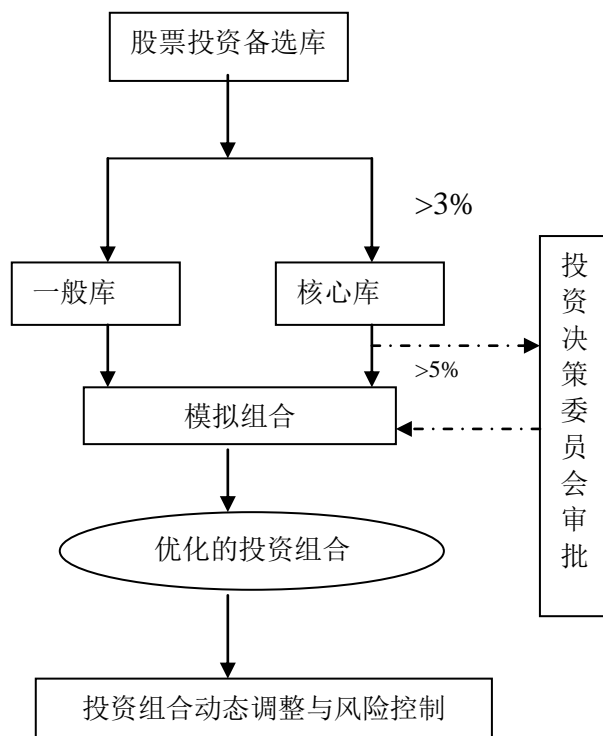 股票投资备选库
>3%
一般库
核心库
投资决策委员会审批
>5%
模拟组合
优化的投资组合
投资组合动态调整与风险控制